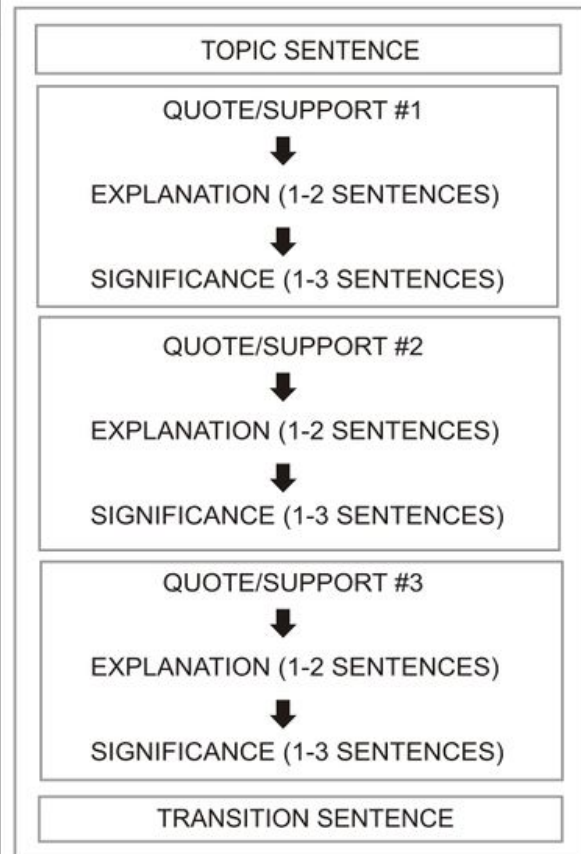 TOPIC SENTENCE
QUOTE/SUPPORT #1
EXPLANATION (1-2 SENTENCES)
SIGNIFICANCE (1-3 SENTENCES)
QUOTE/SUPPORT #2
EXPLANATION (1-2 SENTENCES)
SIGNIFICANCE (1-3 SENTENCES)
QUOTE/SUPPORT #3
EXPLANATION (1-2 SENTENCES)
SIGNIFICANCE (1-3 SENTENCES)
TRANSITION SENTENCE